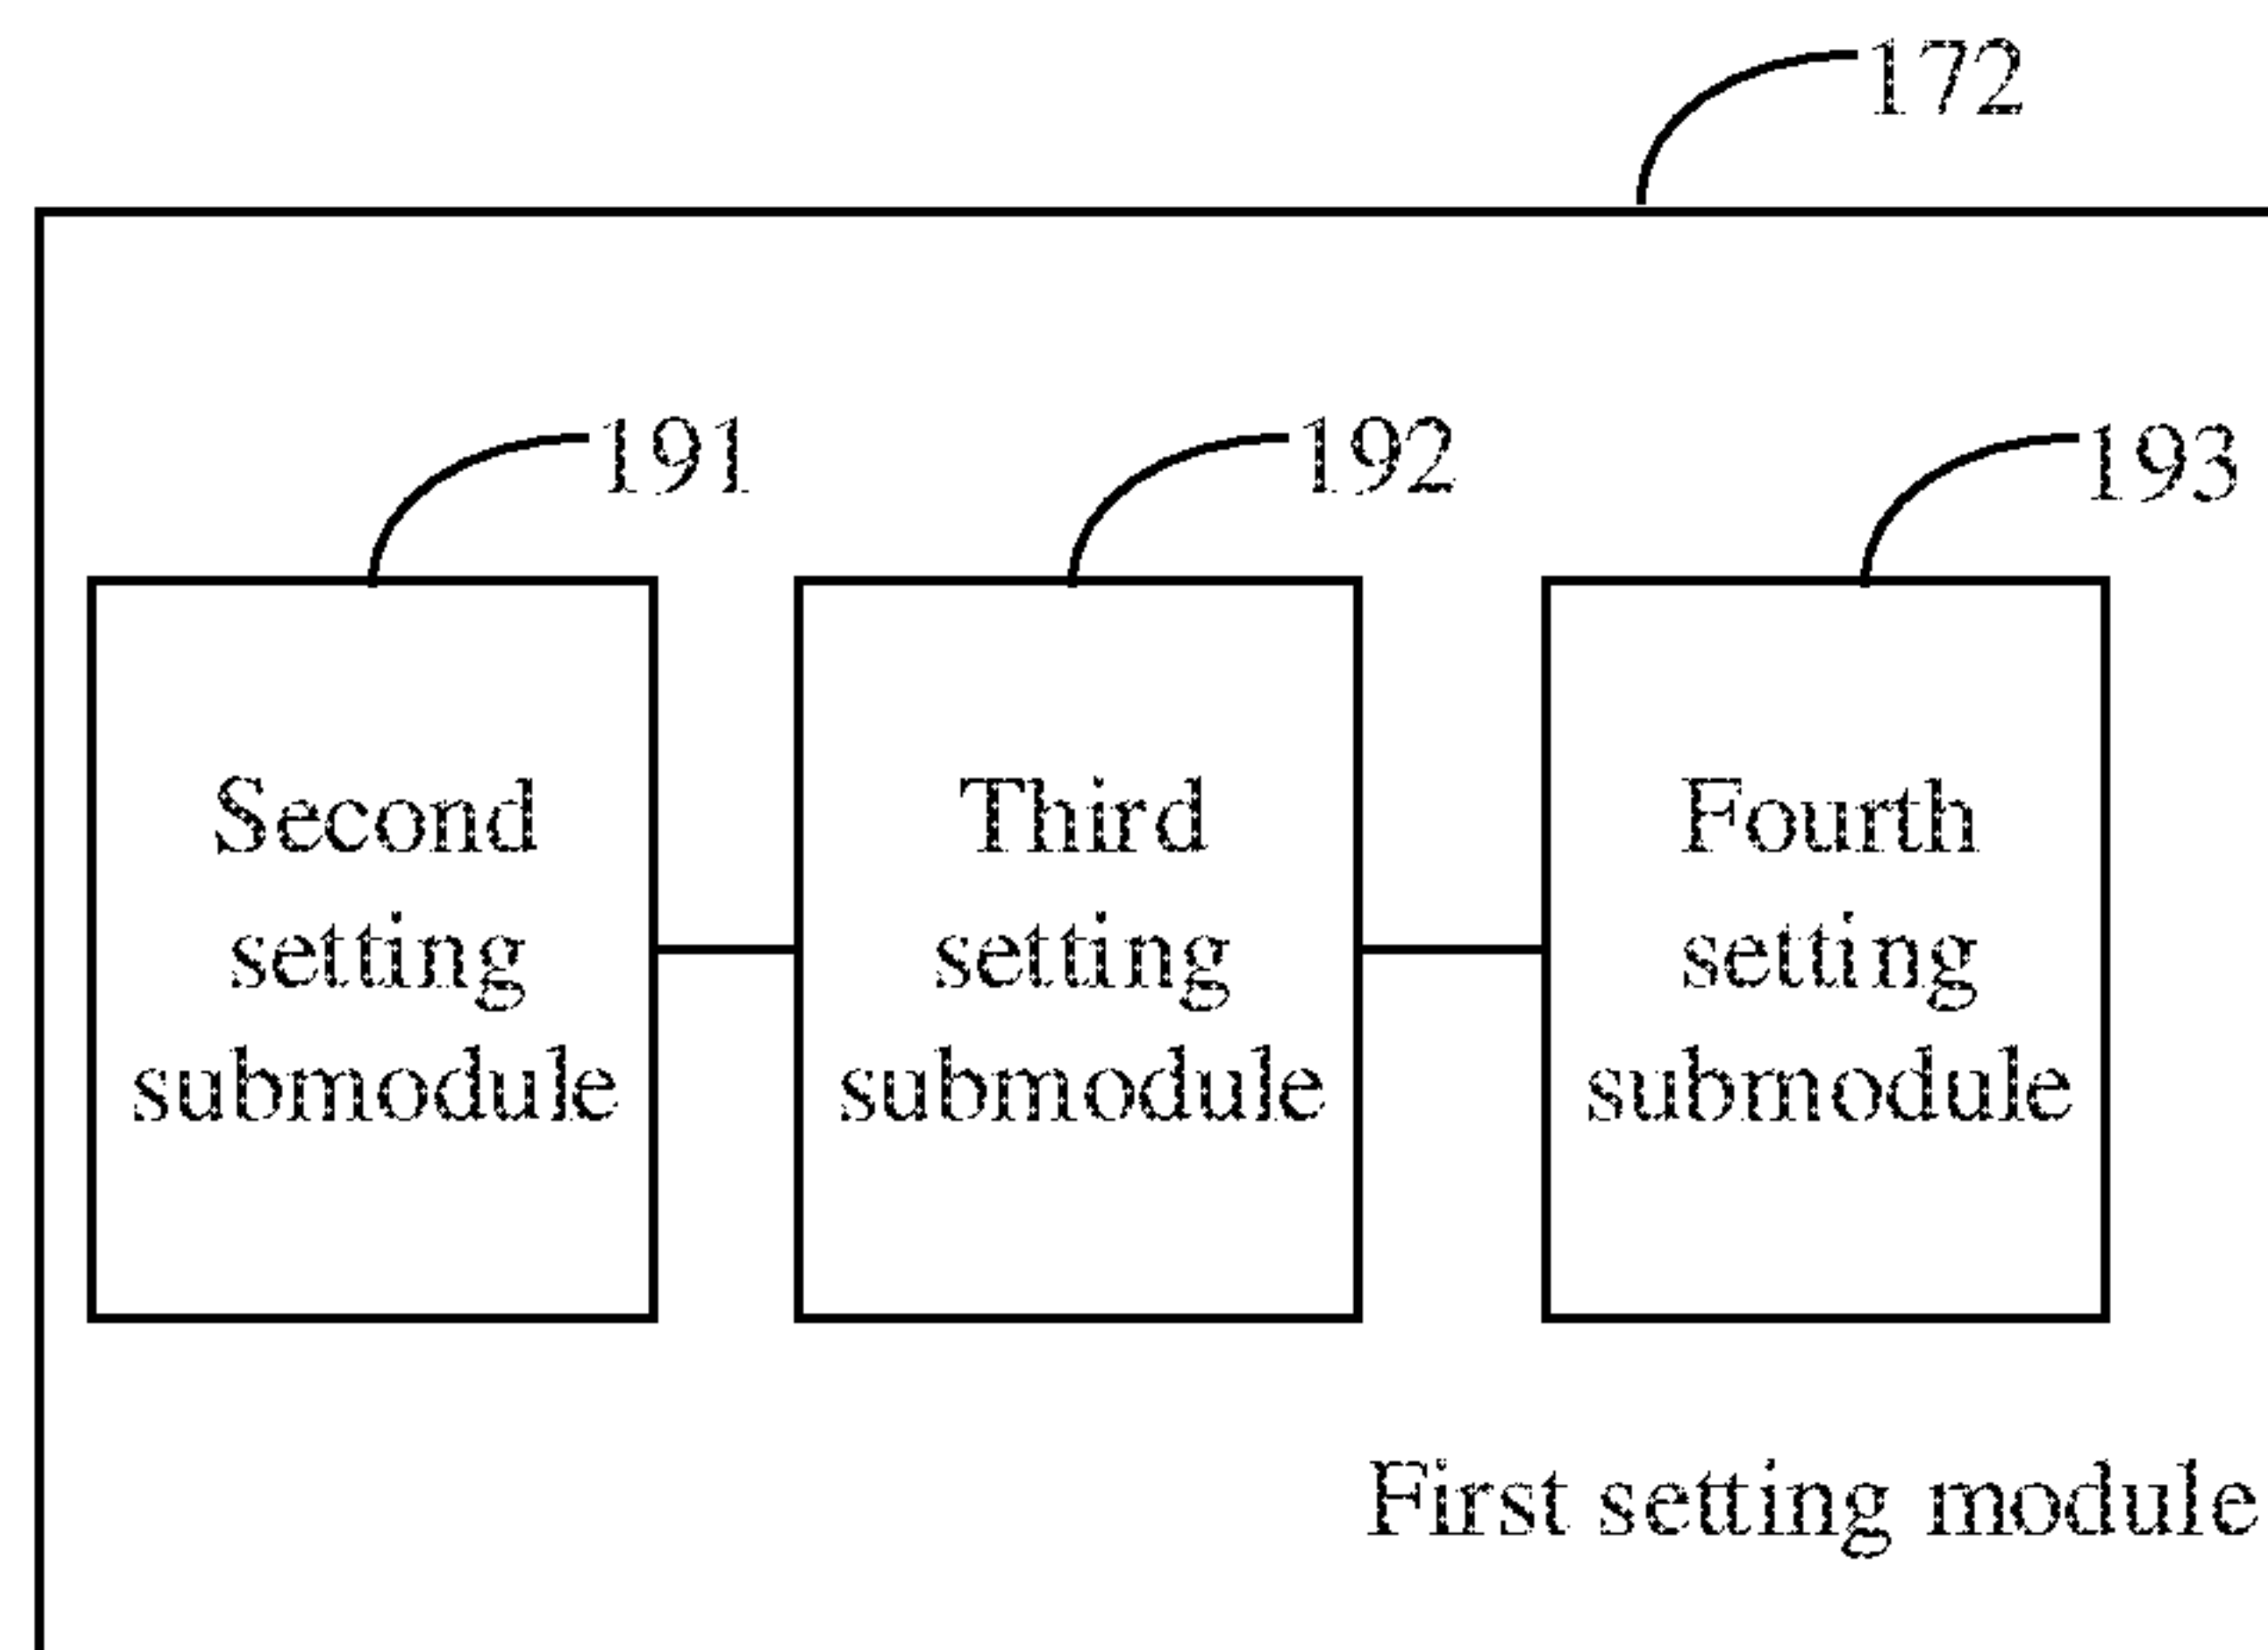 172
191
192
193
Second
setting
submodule
Third
setting
submodule
Fourth
setting
submodule
First setting module